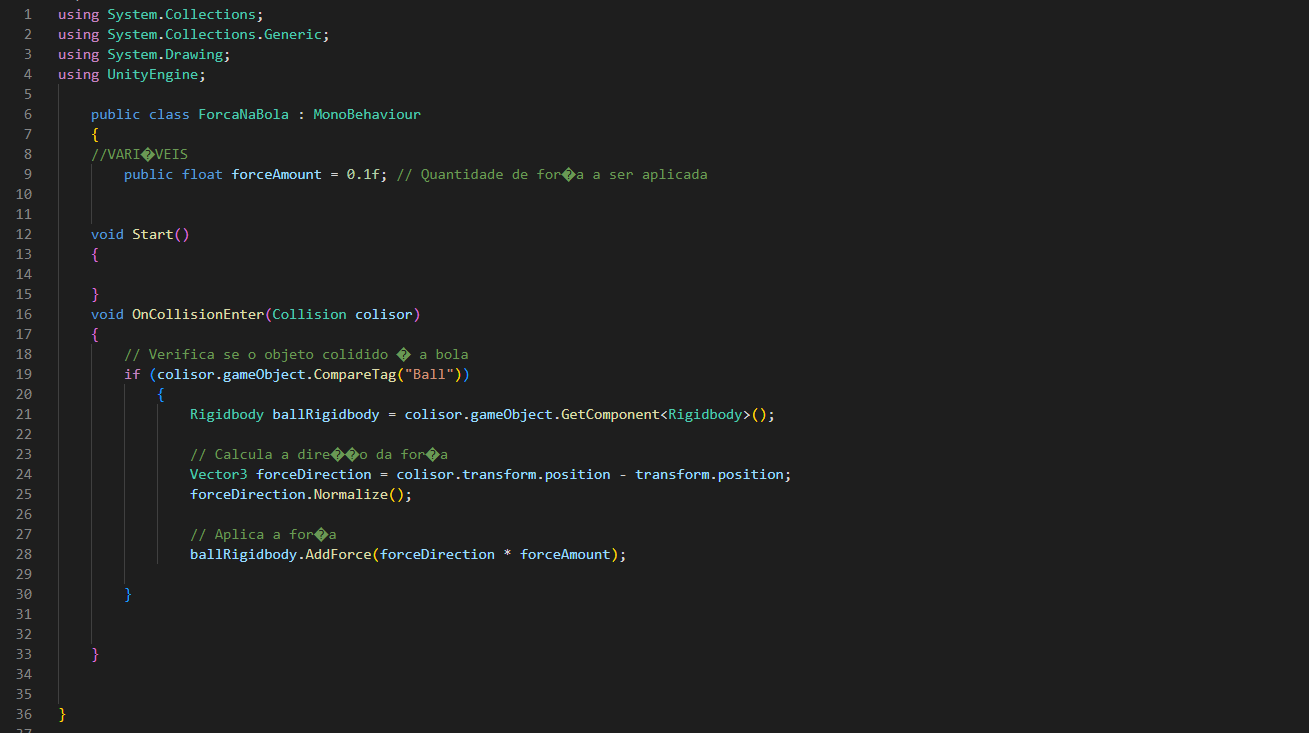 1 using System.Collections;
2 using System.Collections.Generic;
3 using System.Drawing;
4 using UnityEngine;
5
6 public class ForcaNaBola : MonoBehaviour
7 {
8 //VARI�VEIS
9 public float forceAmount = 0.1f; // Quantidade de for�a a ser aplicada
10
11
12 void Start()
13 {
14
15 }
16 void OnCollisionEnter(Collision colisor)
17 {
18 // Verifica se o objeto colidido � a bola
19 if (colisor.gameObject.CompareTag("Ball"))
20 {
21 Rigidbody ballRigidbody = colisor.gameObject.GetComponent<Rigidbody>();
22
23 // Calcula a dire��o da for�a
24 Vector3 forceDirection = colisor.transform.position - transform.position;
25 forceDirection.Normalize();
26
27 // Aplica a for�a
28 ballRigidbody.AddForce(forceDirection * forceAmount);
29
30 }
31
32
33 }
34
35
36 }
37